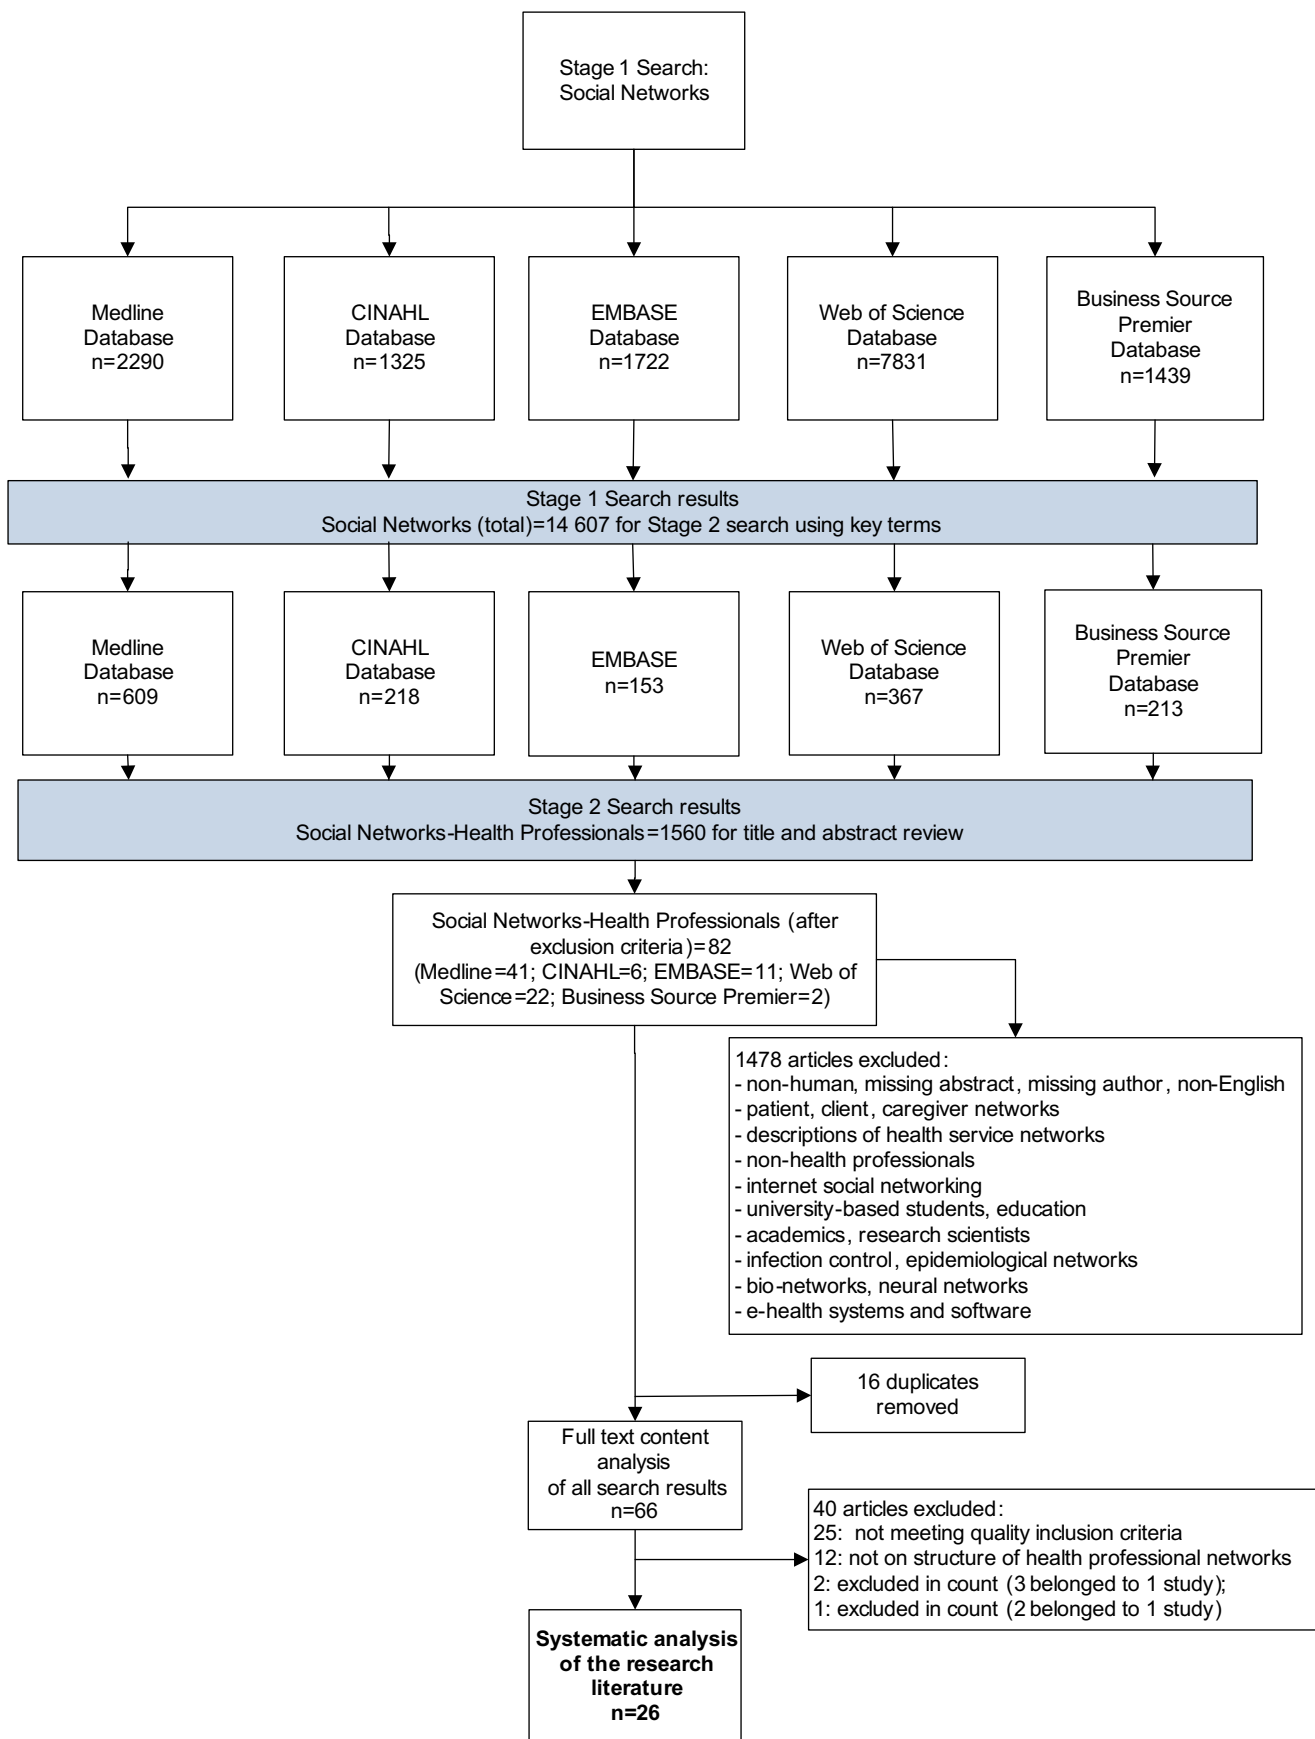 Stage 1 Search:
Social Networks
Medline
Database
n=2290
CINAHL
Database
n=1325
EMBASE
Database
n=1722
Web of Science
Database
n=7831
Business Source
Premier
Database
n=1439
Stage 1 Search results
Social Networks (total)=14 607 for Stage 2 search using key terms
Medline
Database
n=609
CINAHL
Database
n=218
EMBASE
n=153
Web of Science
Database
n=367
Business Source
Premier
Database
n=213
Stage 2 Search results
Social Networks-Health Professionals=1560 for title and abstract review
Social Networks-Health Professionals (after
exclusion criteria)=82
(Medline=41; CINAHL=6; EMBASE=11; Web of
Science=22; Business Source Premier=2)
1478 articles excluded:
- non-human, missing abstract, missing author, non-English
- patient, client, caregiver networks
- descriptions of health service networks
- non-health professionals
- internet social networking
- university-based students, education
- academics, research scientists
- infection control, epidemiological networks
- bio-networks, neural networks
- e-health systems and software
16 duplicates
removed
Full text content
analysis
of all search results
n=66
40 articles excluded:
25: not meeting quality inclusion criteria
12: not on structure of health professional networks
2: excluded in count (3 belonged to 1 study);
1: excluded in count (2 belonged to 1 study)
Systematic analysis
of the research
literature
n=26